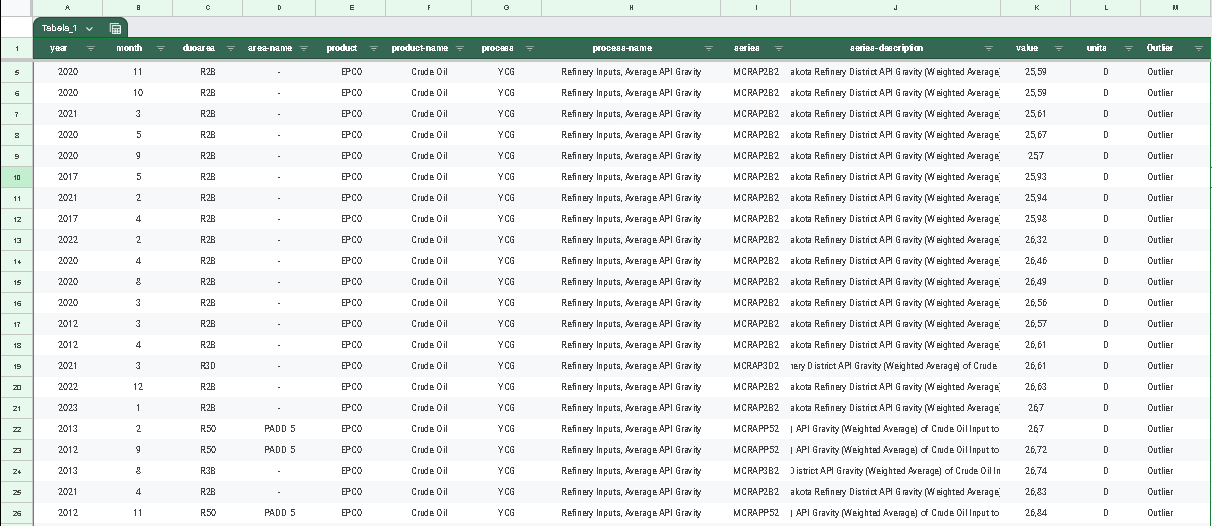 A B C D E F G H I J K L M
Tabela_1
1 year month duoarea area-name product product-name process process-name series series-description value units Outlier
5 2020 11 R2B - EPC0 Crude Oil YCG Refinery Inputs, Average API Gravity MCRAP2B2 akota Refinery District API Gravity (Weighted Average) 25,59 D Outlier
6 2020 10 R2B - EPC0 Crude Oil YCG Refinery Inputs, Average API Gravity MCRAP2B2 akota Refinery District API Gravity (Weighted Average) 25,59 D Outlier
7 2021 3 R2B - EPC0 Crude Oil YCG Refinery Inputs, Average API Gravity MCRAP2B2 akota Refinery District API Gravity (Weighted Average) 25,61 D Outlier
8 2020 5 R2B - EPC0 Crude Oil YCG Refinery Inputs, Average API Gravity MCRAP2B2 akota Refinery District API Gravity (Weighted Average) 25,67 D Outlier
9 2020 9 R2B - EPC0 Crude Oil YCG Refinery Inputs, Average API Gravity MCRAP2B2 akota Refinery District API Gravity (Weighted Average) 25,7 D Outlier
10 2017 5 R2B - EPC0 Crude Oil YCG Refinery Inputs, Average API Gravity MCRAP2B2 akota Refinery District API Gravity (Weighted Average) 25,93 D Outlier
11 2021 2 R2B - EPC0 Crude Oil YCG Refinery Inputs, Average API Gravity MCRAP2B2 akota Refinery District API Gravity (Weighted Average) 25,94 D Outlier
12 2017 4 R2B - EPC0 Crude Oil YCG Refinery Inputs, Average API Gravity MCRAP2B2 akota Refinery District API Gravity (Weighted Average) 25,98 D Outlier
13 2022 2 R2B - EPC0 Crude Oil YCG Refinery Inputs, Average API Gravity MCRAP2B2 akota Refinery District API Gravity (Weighted Average) 26,32 D Outlier
14 2020 4 R2B - EPC0 Crude Oil YCG Refinery Inputs, Average API Gravity MCRAP2B2 akota Refinery District API Gravity (Weighted Average) 26,46 D Outlier
15 2020 8 R2B - EPC0 Crude Oil YCG Refinery Inputs, Average API Gravity MCRAP2B2 akota Refinery District API Gravity (Weighted Average) 26,49 D Outlier
16 2020 3 R2B - EPC0 Crude Oil YCG Refinery Inputs, Average API Gravity MCRAP2B2 akota Refinery District API Gravity (Weighted Average) 26,56 D Outlier
17 2012 3 R2B - EPC0 Crude Oil YCG Refinery Inputs, Average API Gravity MCRAP2B2 akota Refinery District API Gravity (Weighted Average) 26,57 D Outlier
18 2012 4 R2B - EPC0 Crude Oil YCG Refinery Inputs, Average API Gravity MCRAP2B2 akota Refinery District API Gravity (Weighted Average) 26,61 D Outlier
19 2021 3 R3D - EPC0 Crude Oil YCG Refinery Inputs, Average API Gravity MCRAP3D2 nery District API Gravity (Weighted Average) of Crude 26,61 D Outlier
20 2022 12 R2B - EPC0 Crude Oil YCG Refinery Inputs, Average API Gravity MCRAP2B2 akota Refinery District API Gravity (Weighted Average) 26,63 D Outlier
21 2023 1 R2B - EPC0 Crude Oil YCG Refinery Inputs, Average API Gravity MCRAP2B2 akota Refinery District API Gravity (Weighted Average) 26,7 D Outlier
22 2013 2 R50 PADD 5 EPC0 Crude Oil YCG Refinery Inputs, Average API Gravity MCRAPP52 ) API Gravity (Weighted Average) of Crude Oil Input to 26,7 D Outlier
23 2012 9 R50 PADD 5 EPC0 Crude Oil YCG Refinery Inputs, Average API Gravity MCRAPP52 ) API Gravity (Weighted Average) of Crude Oil Input to 26,72 D Outlier
24 2013 8 R3B - EPC0 Crude Oil YCG Refinery Inputs, Average API Gravity MCRAP3B2 District API Gravity (Weighted Average) of Crude Oil In 26,74 D Outlier
25 2021 4 R2B - EPC0 Crude Oil YCG Refinery Inputs, Average API Gravity MCRAP2B2 akota Refinery District API Gravity (Weighted Average) 26,83 D Outlier
26 2012 11 R50 PADD 5 EPC0 Crude Oil YCG Refinery Inputs, Average API Gravity MCRAPP52 ) API Gravity (Weighted Average) of Crude Oil Input to 26,84 D Outlier